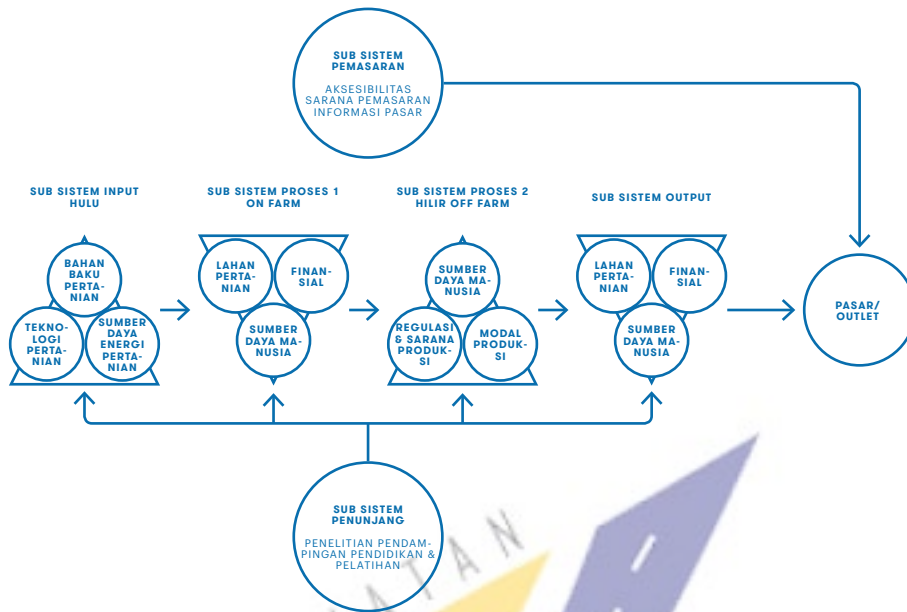 SUB SISTEM
PEMASARAN
AKSESIBILITAS
SARANA PEMASARAN
INFORMASI PASAR
SUB SISTEM INPUT
HULU
SUB SISTEM PROSES 1
ON FARM
SUB SISTEM PROSES 2
HILIR OFF FARM
SUB SISTEM OUTPUT
BAHAN
BAKU
PERTA-
NIAN
TEKNO-
LOGI
PERTA-
NIAN
SUMBER
DAYA
ENERGI
PERTA-
NIAN
LAHAN
PERTA-
NIAN
FINAN-
SIAL
SUMBER
DAYA MA-
NUSIA
SUMBER
DAYA MA-
NUSIA
REGULASI
& SARANA
PRODUK-
SI
MODAL
PRODUK-
SI
LAHAN
PERTA-
NIAN
FINAN-
SIAL
SUMBER
DAYA MA-
NUSIA
PASAR/
OUTLET
SUB SISTEM
PENUNJANG
PENELITIAN PENDAM-
PINGAN PENDIDIKAN &
PELATIHAN